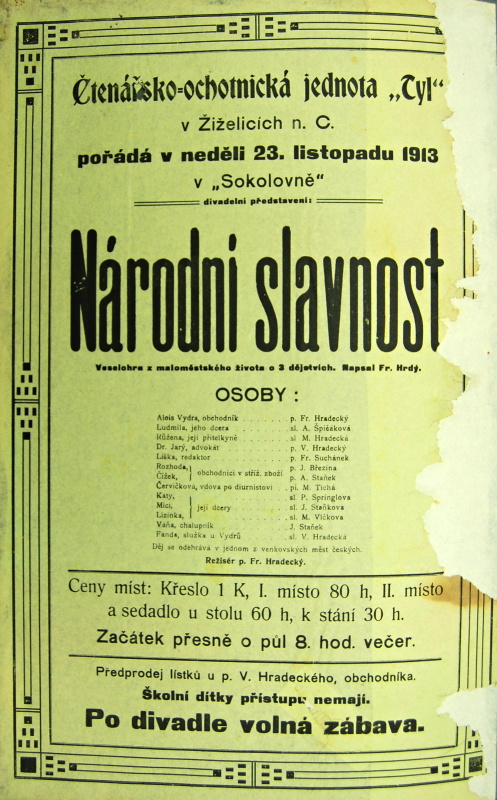 Čtenářsko-ochotnická jednota „Tyl“
v Žiželicích n. C.
pořádá v neděli 23. listopadu 1913
v „Sokolovně“
divadelní představení:
Národní slavnost
Veselohra z maloměstského života o 3 dějstvích. Napsal Fr. Hrdý.
OSOBY :
Alois Vydra, obchodník . . . . . . . p. Fr. Hradecký
Ludmila, jeho dcera . . . . . . . sl. A. Špičáková
Růžena, její přítelkyně . . . . . . . sl M. Hradecká
Dr. Jarý, advokát . . . . . . . p. V. Hradecký
Liška, redaktor . . . . . . . p. Fr. Suchánek
Rozhoda, } obchodníci v střiž. zboží p. J. Březina
Čížek, p. A. Staňek
Červíčková, vdova po diurnistovi . pí. M. Tichá
Katy, } její dcery . . . . . sl. P. Springlova
Mici, sl. J. Staňkova
Lizinka, sl. M. Vlčkova
Váňa, chalupník . . . . . . . J. Staňek
Fanda, služka u Vydrů . . . . . . . sl. V. Hradecká
Děj se odehrává v jednom z venkovských měst českých.
Režisér p. Fr. Hradecký.
Ceny míst: Křeslo 1 K, I. místo 80 h, II. místo
a sedadlo u stolu 60 h, k stání 30 h.
Začátek přesně o půl 8. hod. večer.
Předprodej lístků u p. V. Hradeckého, obchodníka.
Školní dítky přístupu nemají.
Po divadle volná zábava.